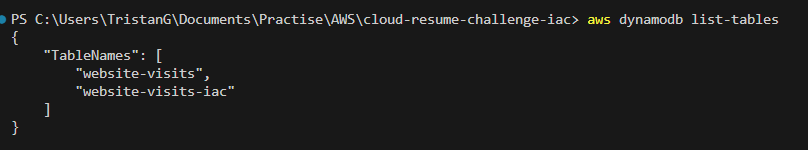 PS C:\Users\TristanG\Documents\Practise\AWS\cloud-resume-challenge-iac> aws dynamodb list-tables
{
    "TableNames": [
        "website-visits",
        "website-visits-iac"
    ]
}